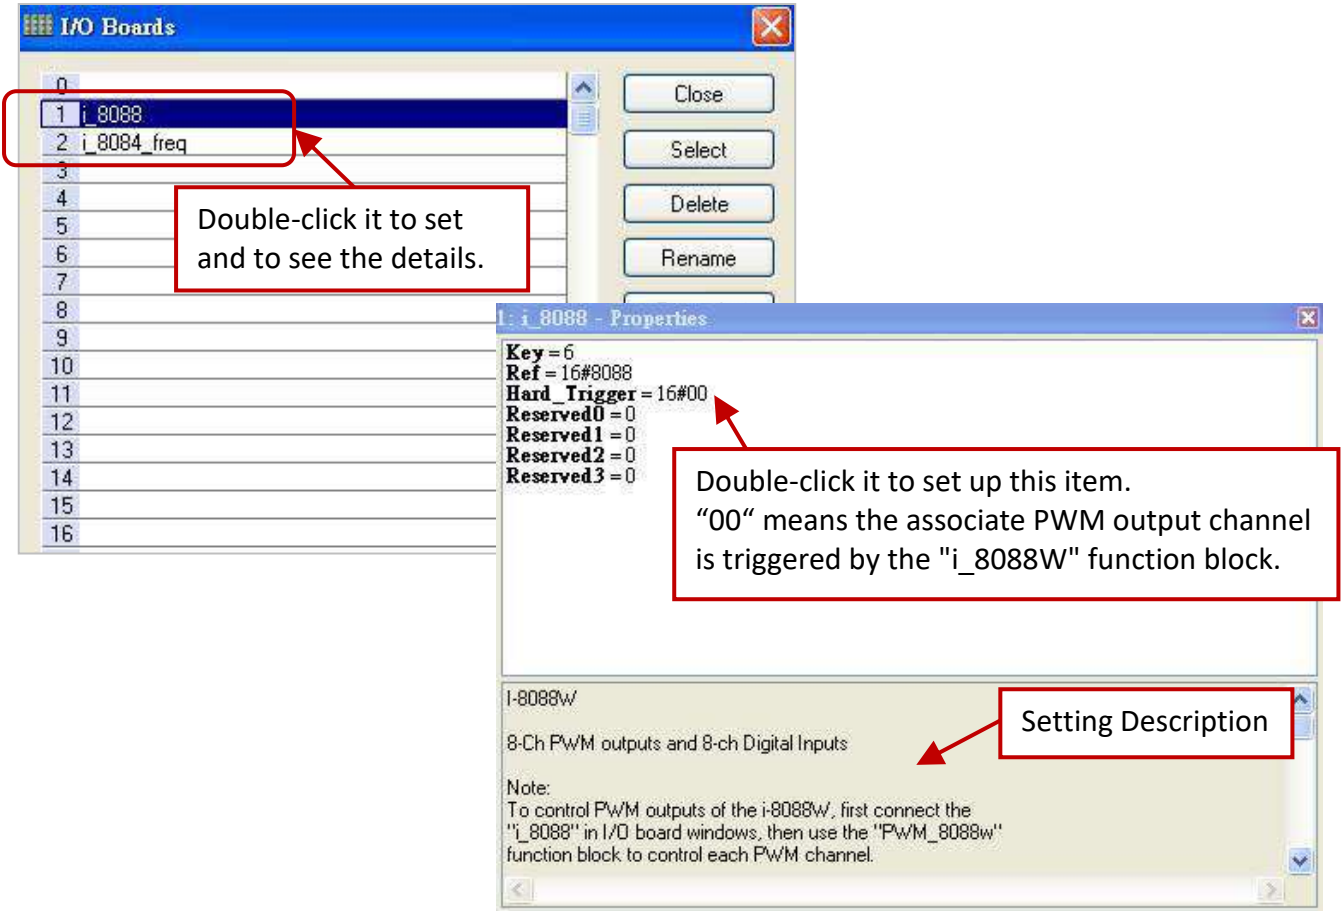 I/O Boards
0
1 i_8088
2 i_8084_freq
3
4
5
6
7
8
9
10
11
12
13
14
15
16
Close
Select
Delete
Rename
Double-click it to set
and to see the details.
1: i_8088 - Properties
Key = 6
Ref = 16#8088
Hard_Trigger = 16#00
Reserved0 = 0
Reserved1 = 0
Reserved2 = 0
Reserved3 = 0
Double-click it to set up this item.
“00“ means the associate PWM output channel
is triggered by the "i_8088W" function block.
I-8088W
8-Ch PWM outputs and 8-ch Digital Inputs
Note:
To control PWM outputs of the i-8088W, first connect the
"i_8088" in I/O board windows, then use the "PWM_8088w"
function block to control each PWM channel.
Setting Description